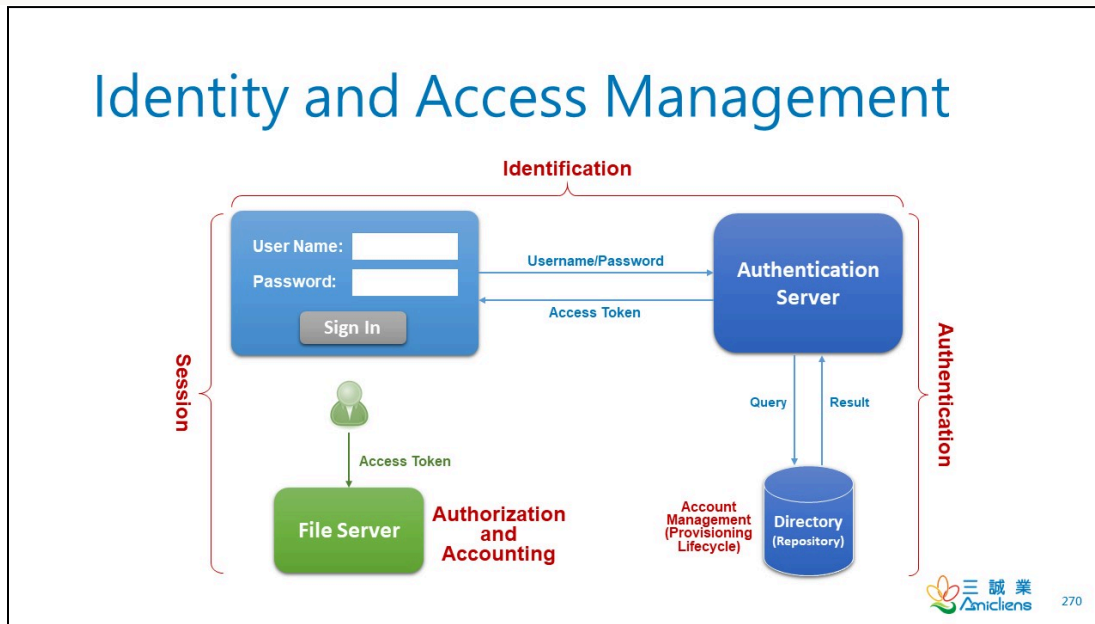 Identity and Access Management
Identification
User Name:
Password:
Sign In
Username/Password
Access Token
Authentication
Server
Session
Authentication
Query
Result
Access Token
File Server
Authorization
and
Accounting
Account
Management
(Provisioning
Lifecycle)
Directory
(Repository)
三誠業
Amicliens
270